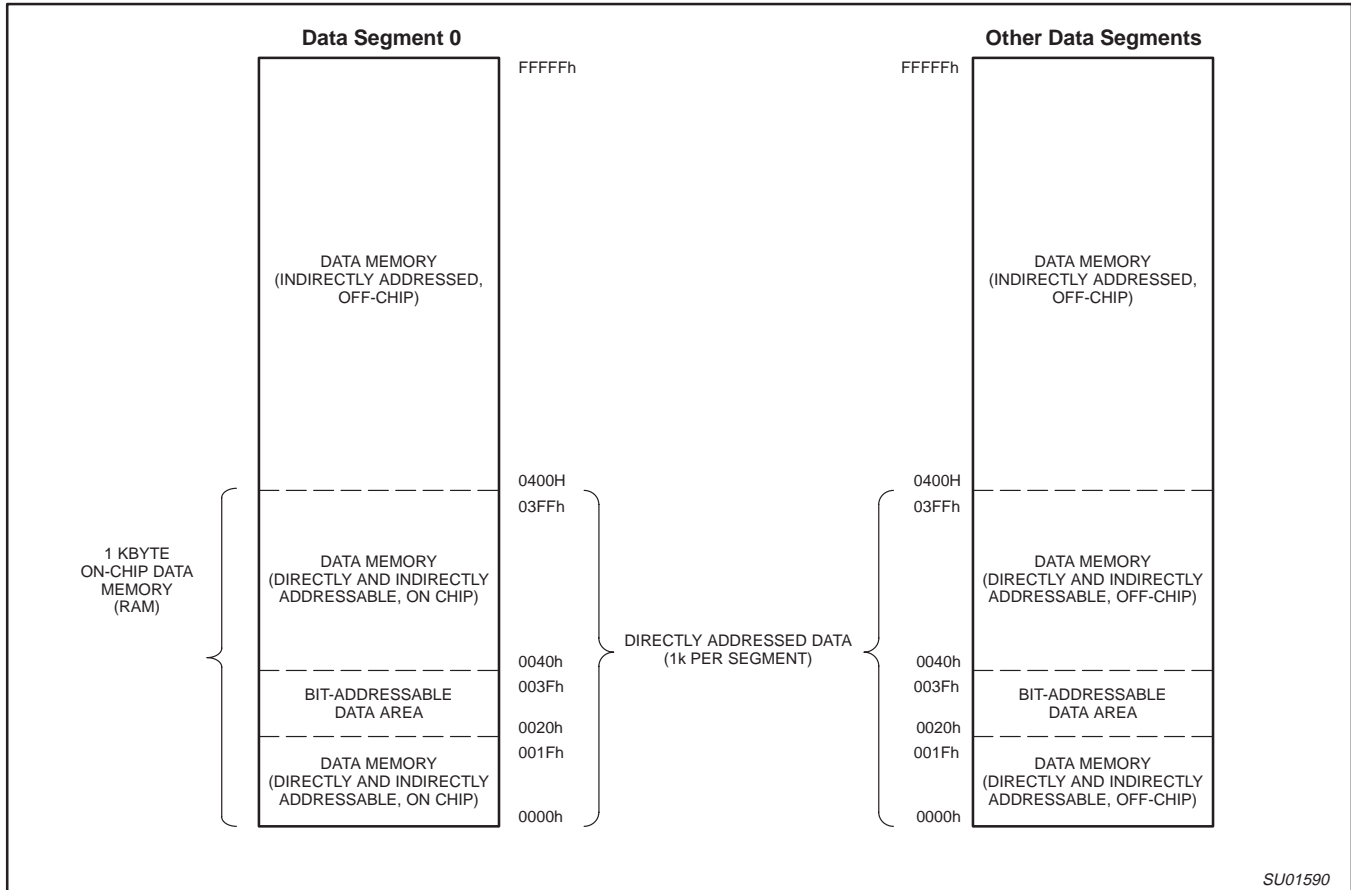 Data Segment 0
FFFFFh
DATA MEMORY
(INDIRECTLY ADDRESSED,
OFF-CHIP)
0400H
03FFh
1 KBYTE
ON-CHIP DATA
MEMORY
(RAM)
DATA MEMORY
(DIRECTLY AND INDIRECTLY
ADDRESSABLE, ON CHIP)
0040h
003Fh
BIT-ADDRESSABLE
DATA AREA
0020h
001Fh
DATA MEMORY
(DIRECTLY AND INDIRECTLY
ADDRESSABLE, ON CHIP)
0000h
DIRECTLY ADDRESSED DATA
(1k PER SEGMENT)
Other Data Segments
FFFFFh
DATA MEMORY
(INDIRECTLY ADDRESSED,
OFF-CHIP)
0400H
03FFh
DATA MEMORY
(DIRECTLY AND INDIRECTLY
ADDRESSABLE, OFF-CHIP)
0040h
003Fh
BIT-ADDRESSABLE
DATA AREA
0020h
001Fh
DATA MEMORY
(DIRECTLY AND INDIRECTLY
ADDRESSABLE, OFF-CHIP)
0000h
SU01590